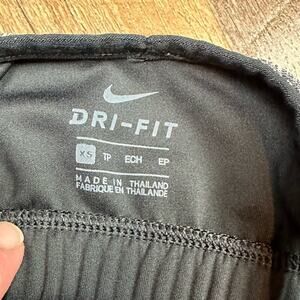 DRI-FIT
XS TP ECH EP
MADE IN THAILAND
FABRIQUÉ EN THAÏLANDE